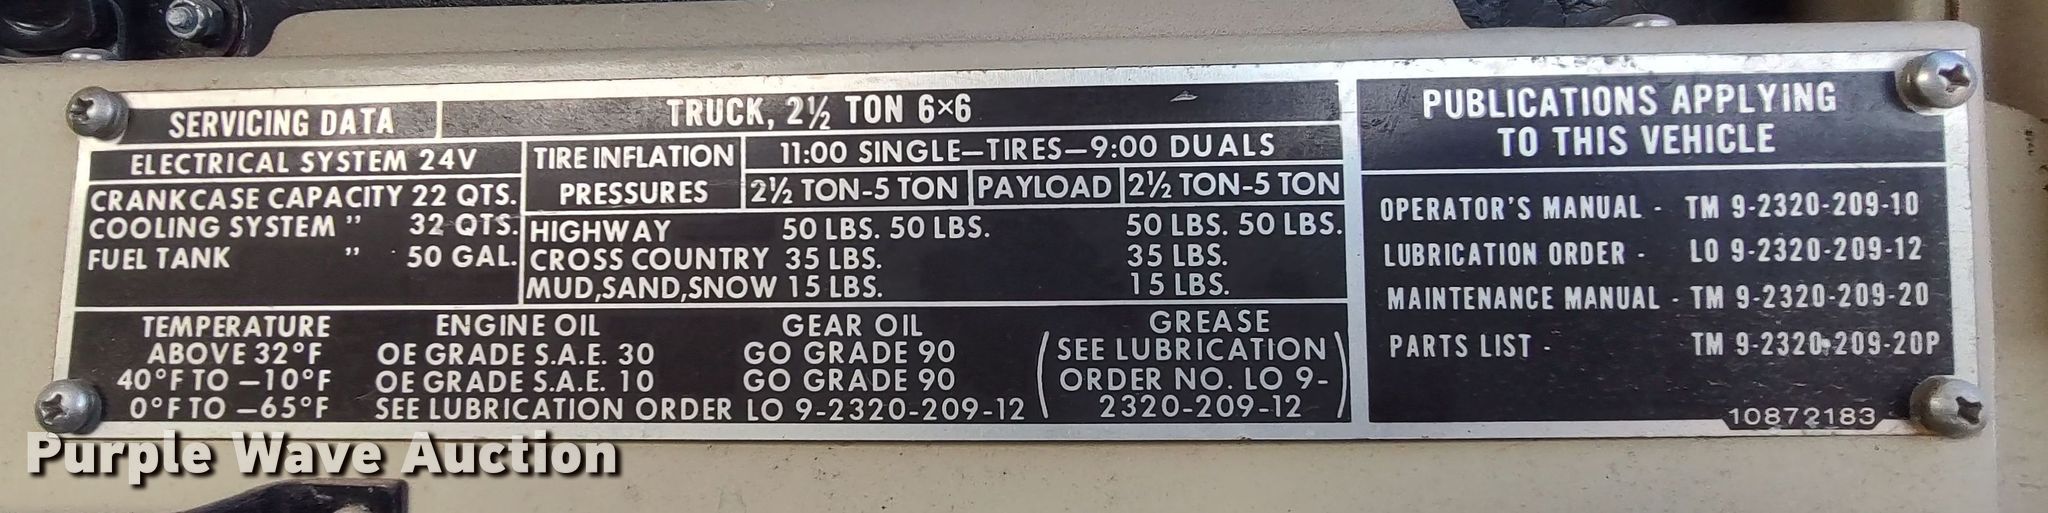 SERVICING DATA
TRUCK, 2½ TON 6×6
ELECTRICAL SYSTEM 24V
CRANKCASE CAPACITY 22 QTS.
COOLING SYSTEM " 32 QTS.
FUEL TANK " 50 GAL.
TIRE INFLATION PRESSURES
11:00 SINGLE—TIRES—9:00 DUALS
2½ TON-5 TON PAYLOAD 2½ TON-5 TON
HIGHWAY 50 LBS. 50 LBS. 50 LBS. 50 LBS.
CROSS COUNTRY 35 LBS. 35 LBS.
MUD,SAND,SNOW 15 LBS. 15 LBS.
TEMPERATURE ENGINE OIL GEAR OIL GREASE
ABOVE 32°F OE GRADE S.A.E. 30 GO GRADE 90 (SEE LUBRICATION
40°F TO —10°F OE GRADE S.A.E. 10 GO GRADE 90 ORDER NO. LO 9-
0°F TO —65°F SEE LUBRICATION ORDER LO 9-2320-209-12 2320-209-12)
PUBLICATIONS APPLYING
TO THIS VEHICLE
OPERATOR'S MANUAL - TM 9-2320-209-10
LUBRICATION ORDER - LO 9-2320-209-12
MAINTENANCE MANUAL - TM 9-2320-209-20
PARTS LIST - TM 9-2320-209-20P
10872183
Purple Wave Auction